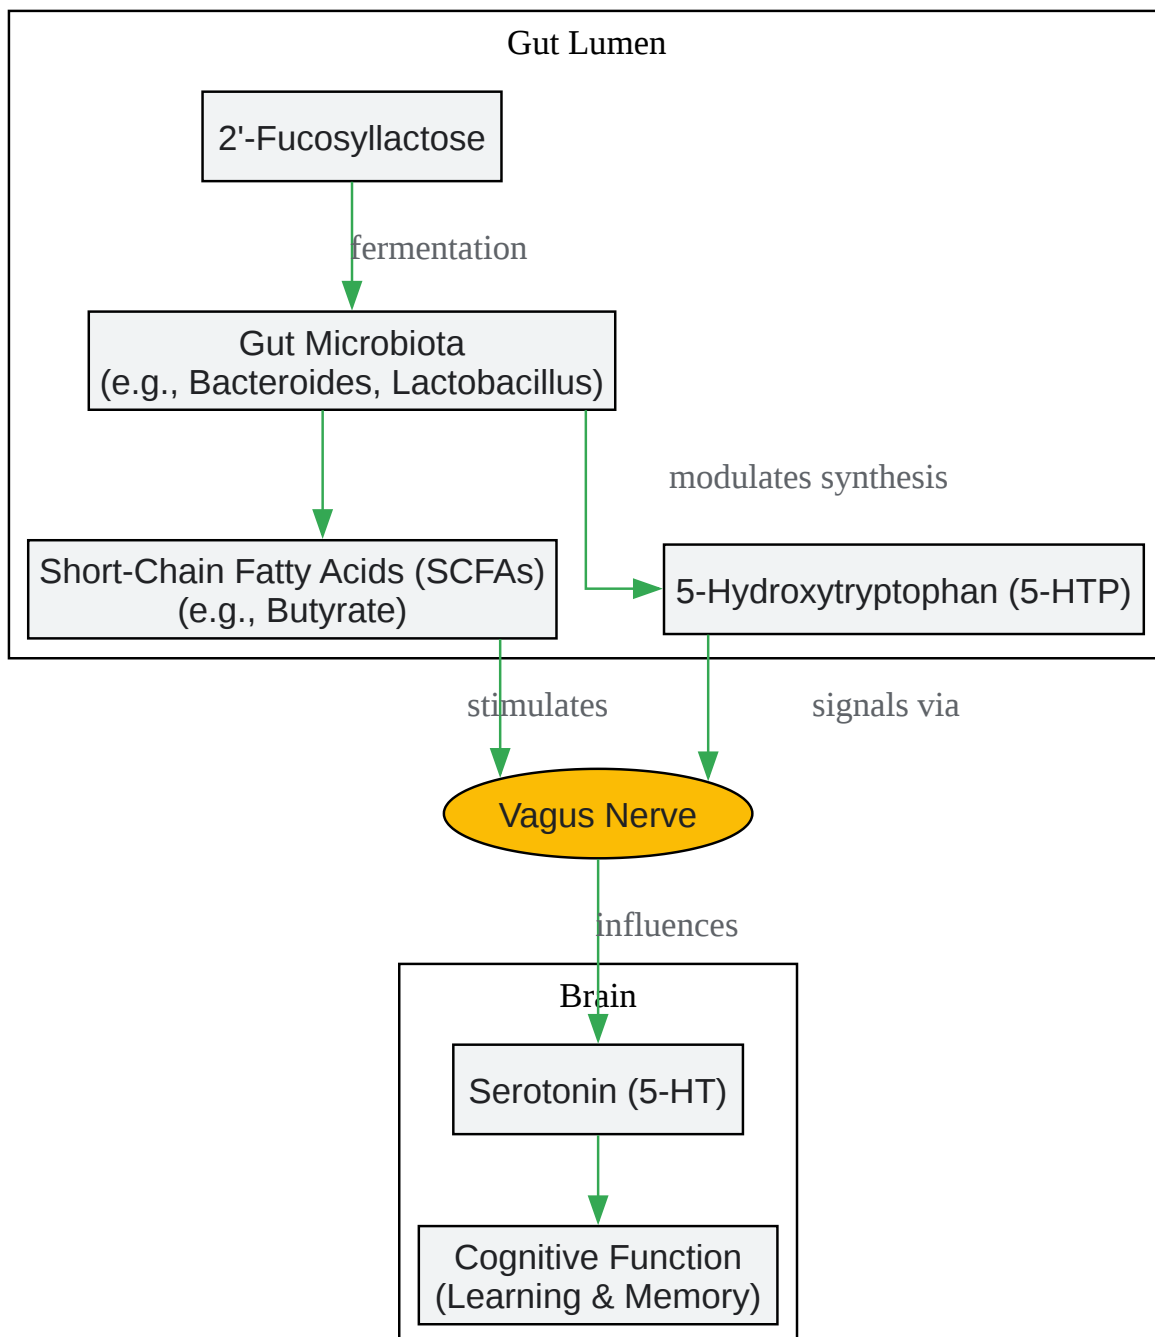 Gut Lumen
2'-Fucosyllactose
fermentation
Gut Microbiota
(e.g., Bacteroides, Lactobacillus)
modulates synthesis
Short-Chain Fatty Acids (SCFAs)
(e.g., Butyrate)
5-Hydroxytryptophan (5-HTP)
stimulates
signals via
Vagus Nerve
influences
Brain
Serotonin (5-HT)
Cognitive Function
(Learning & Memory)